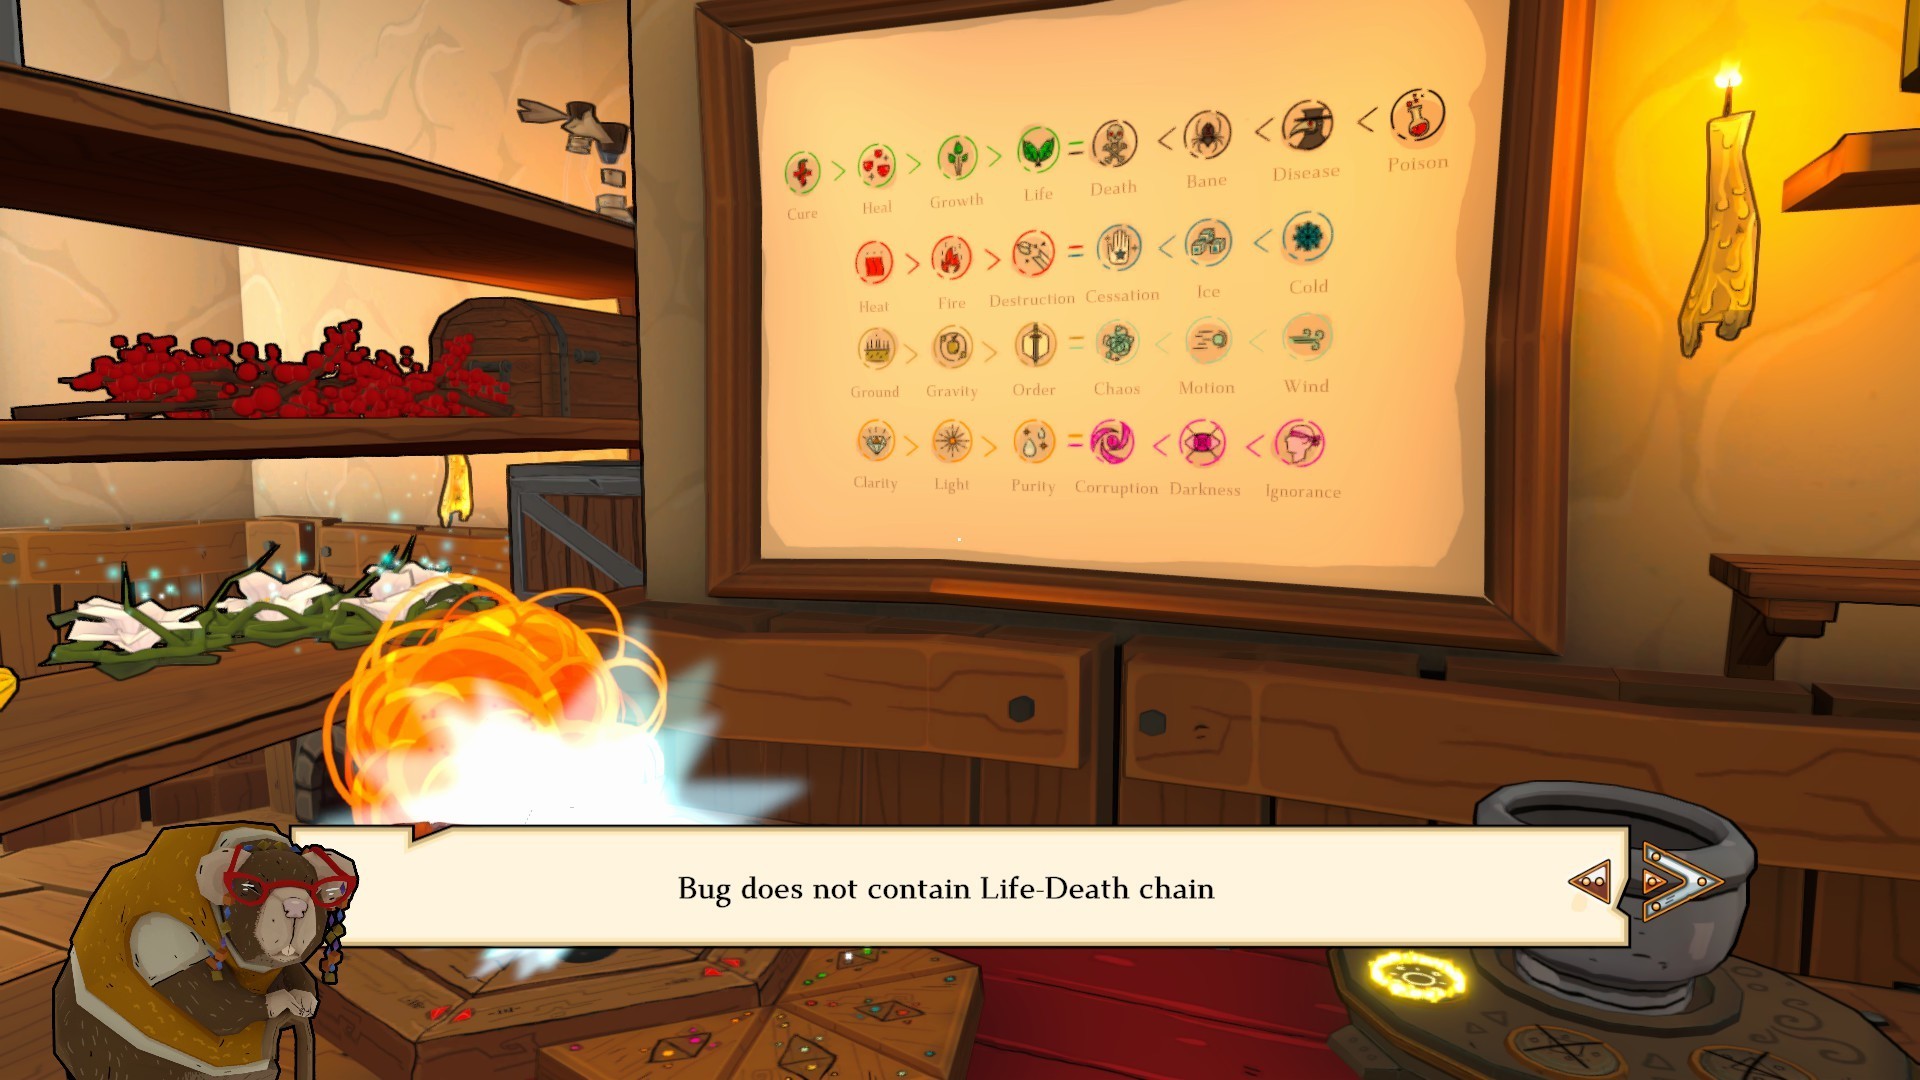 Cure > Heal > Growth > Life = Death < Bane < Disease < Poison
Heat > Fire > Destruction = Cessation < Ice < Cold
Ground > Gravity > Order = Chaos < Motion < Wind
Clarity > Light > Purity = Corruption < Darkness < Ignorance
Bug does not contain Life-Death chain